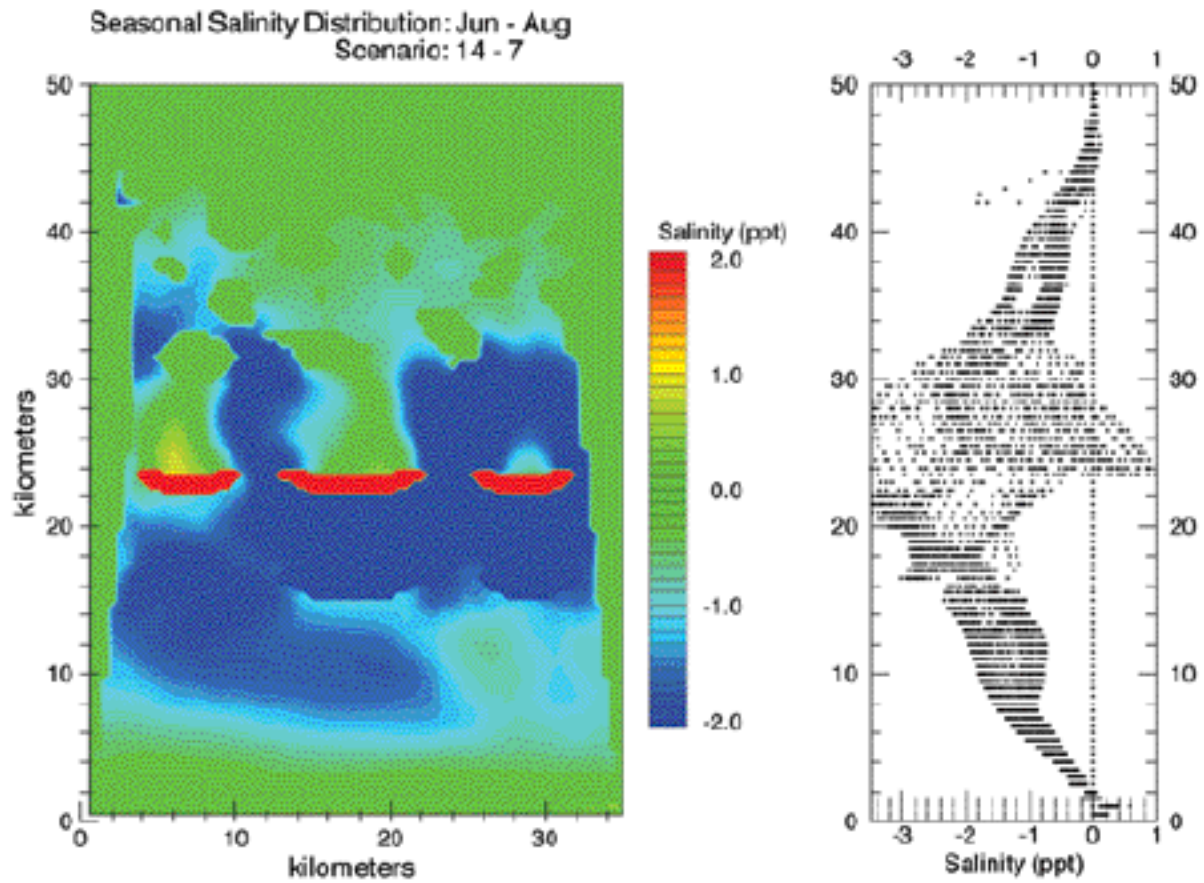 Seasonal Salinity Distribution: Jun - Aug
Scenario: 14 - 7
50
40
30
20
10
0
kilometers
0 10 20 30
kilometers
Salinity (ppt)
2.0
1.0
0.0
-1.0
-2.0
-3 -2 -1 0 1
50 50
40 40
30 30
20 20
10 10
0 0
-3 -2 -1 0 1
Salinity (ppt)